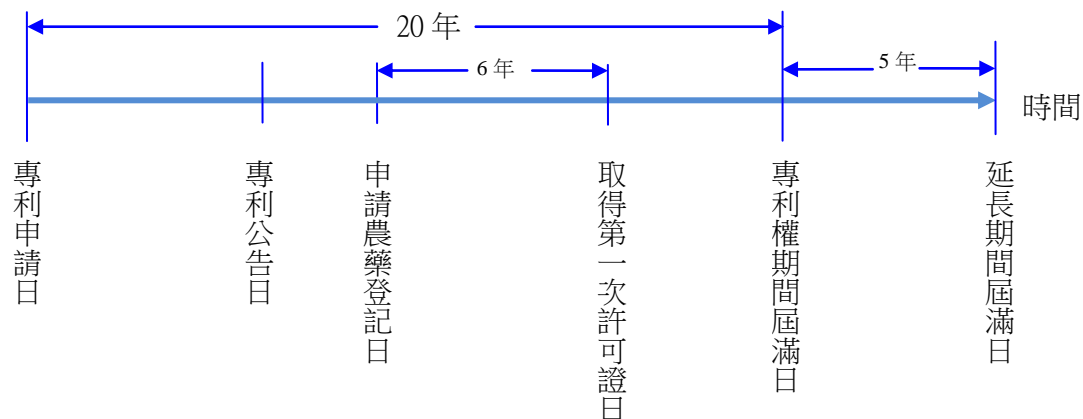 20 年
6 年
5 年
時間
專利申請日
專利公告日
申請農藥登記日
取得第一次許可證日
專利權期間屆滿日
延長期間屆滿日